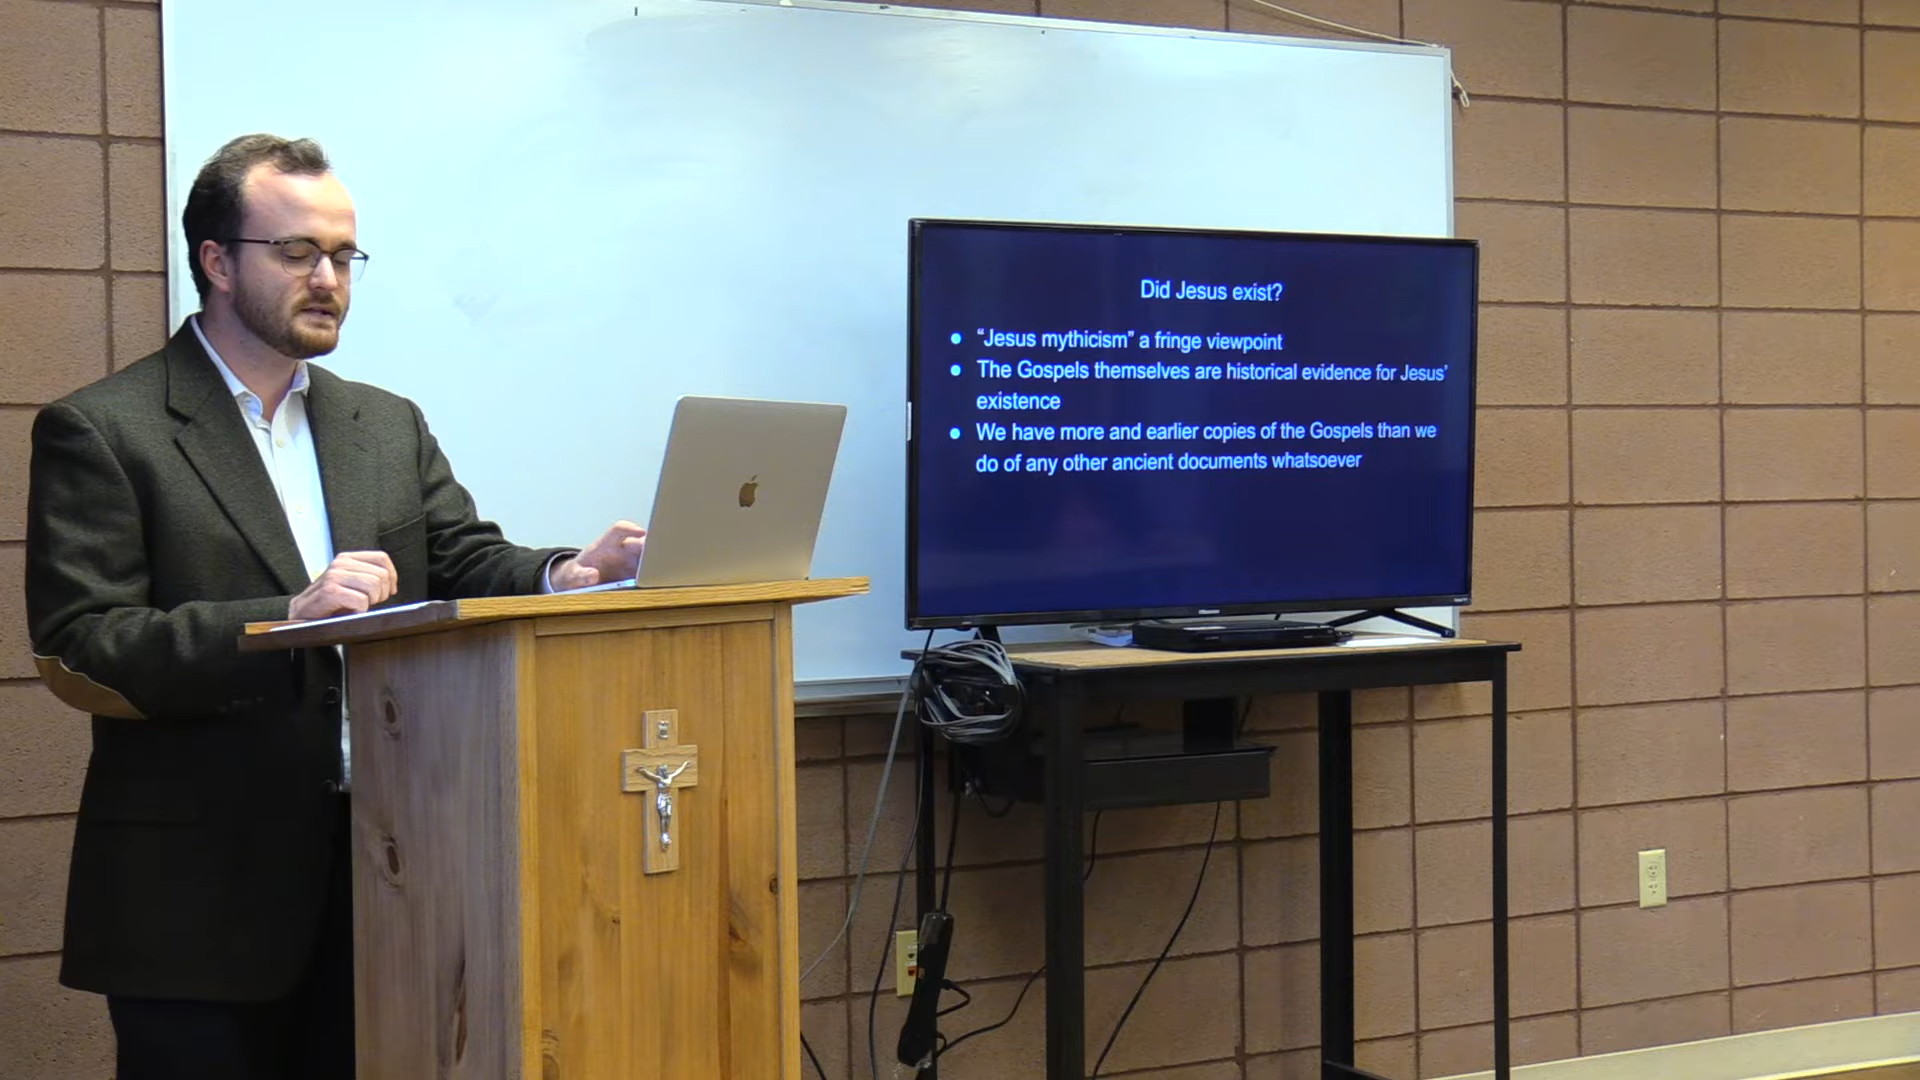 Did Jesus exist?
● “Jesus mythicism” a fringe viewpoint
● The Gospels themselves are historical evidence for Jesus’
existence
● We have more and earlier copies of the Gospels than we
do of any other ancient documents whatsoever